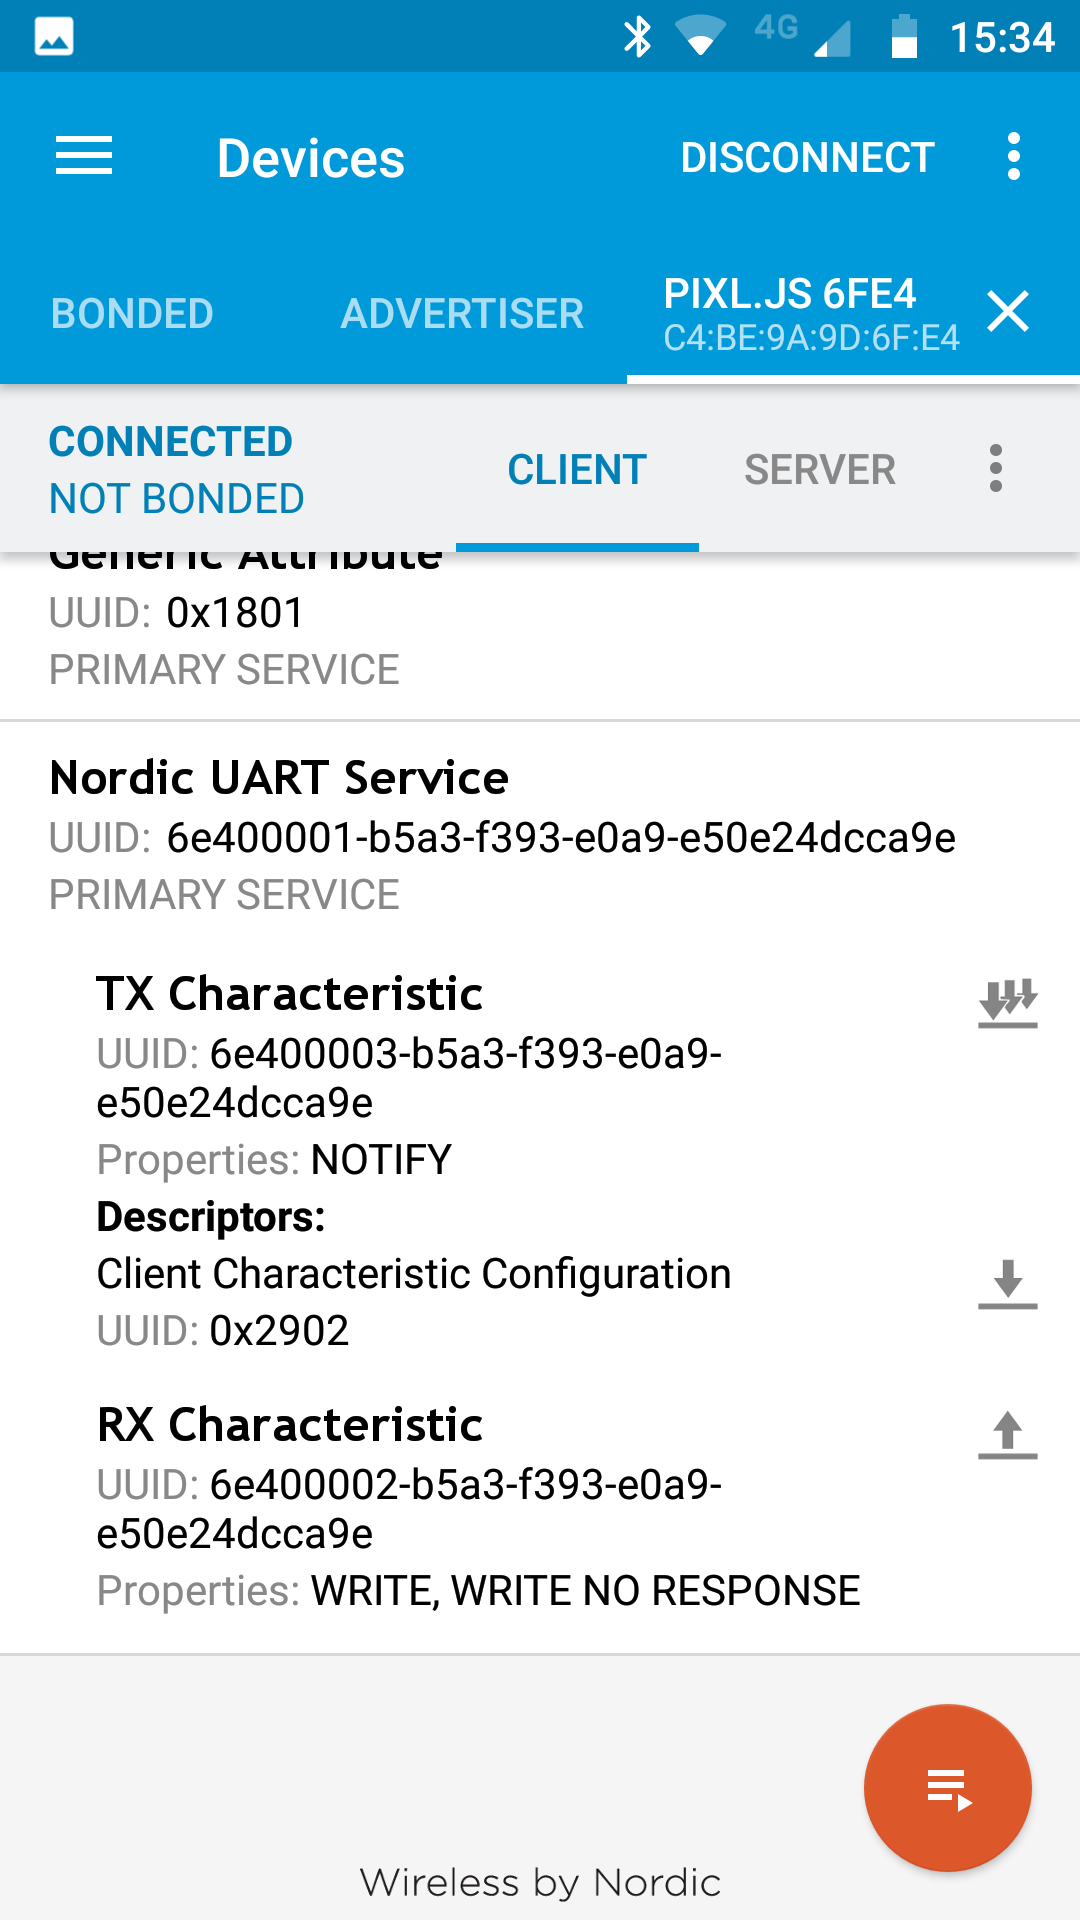 4G 15:34
Devices DISCONNECT
BONDED ADVERTISER PIXL.JS 6FE4
C4:BE:9A:9D:6F:E4
CONNECTED
NOT BONDED
CLIENT SERVER
Generic Attribute
UUID: 0x1801
PRIMARY SERVICE
Nordic UART Service
UUID: 6e400001-b5a3-f393-e0a9-e50e24dcca9e
PRIMARY SERVICE
TX Characteristic
UUID: 6e400003-b5a3-f393-e0a9-
e50e24dcca9e
Properties: NOTIFY
Descriptors:
Client Characteristic Configuration
UUID: 0x2902
RX Characteristic
UUID: 6e400002-b5a3-f393-e0a9-
e50e24dcca9e
Properties: WRITE, WRITE NO RESPONSE
Wireless by Nordic